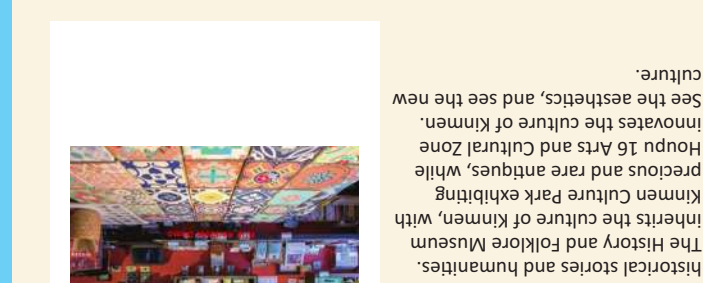 historical stories and humanities.
The History and Folklore Museum
inherits the culture of Kinmen, with
Kinmen Culture Park exhibiting
precious and rare antiques, while
Houpu 16 Arts and Cultural Zone
innovates the culture of Kinmen.
See the aesthetics, and see the new
culture.